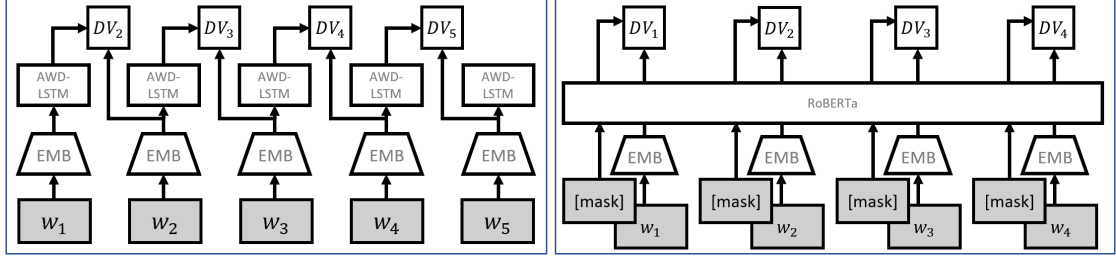 DV₂ DV₃ DV₄ DV₅
AWD-LSTM AWD-LSTM AWD-LSTM AWD-LSTM AWD-LSTM
EMB EMB EMB EMB EMB
w₁ w₂ w₃ w₄ w₅
DV₁ DV₂ DV₃ DV₄
RoBERTa
EMB EMB EMB EMB
[mask] [mask] [mask] [mask]
w₁ w₂ w₃ w₄